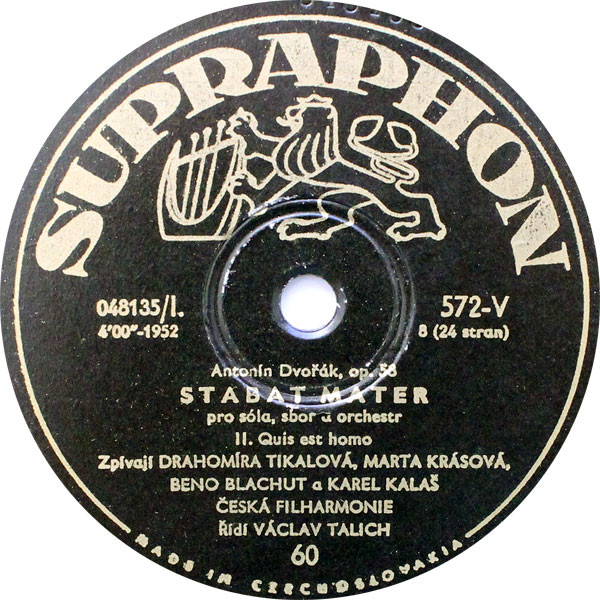 SUPRAPHON
048135/I.
4'00"-1952
572-V
8 (24 stran)
Antonín Dvořák, op. 58
STABAT MATER
pro sóla, sbor a orchestr
II. Quis est homo
Zpívají DRAHOMÍRA TIKALOVÁ, MARTA KRÁSOVÁ,
BENO BLACHUT a KAREL KALAŠ
ČESKÁ FILHARMONIE
Řídí VÁCLAV TALICH
60
MADE IN CZECHOSLOVAKIA